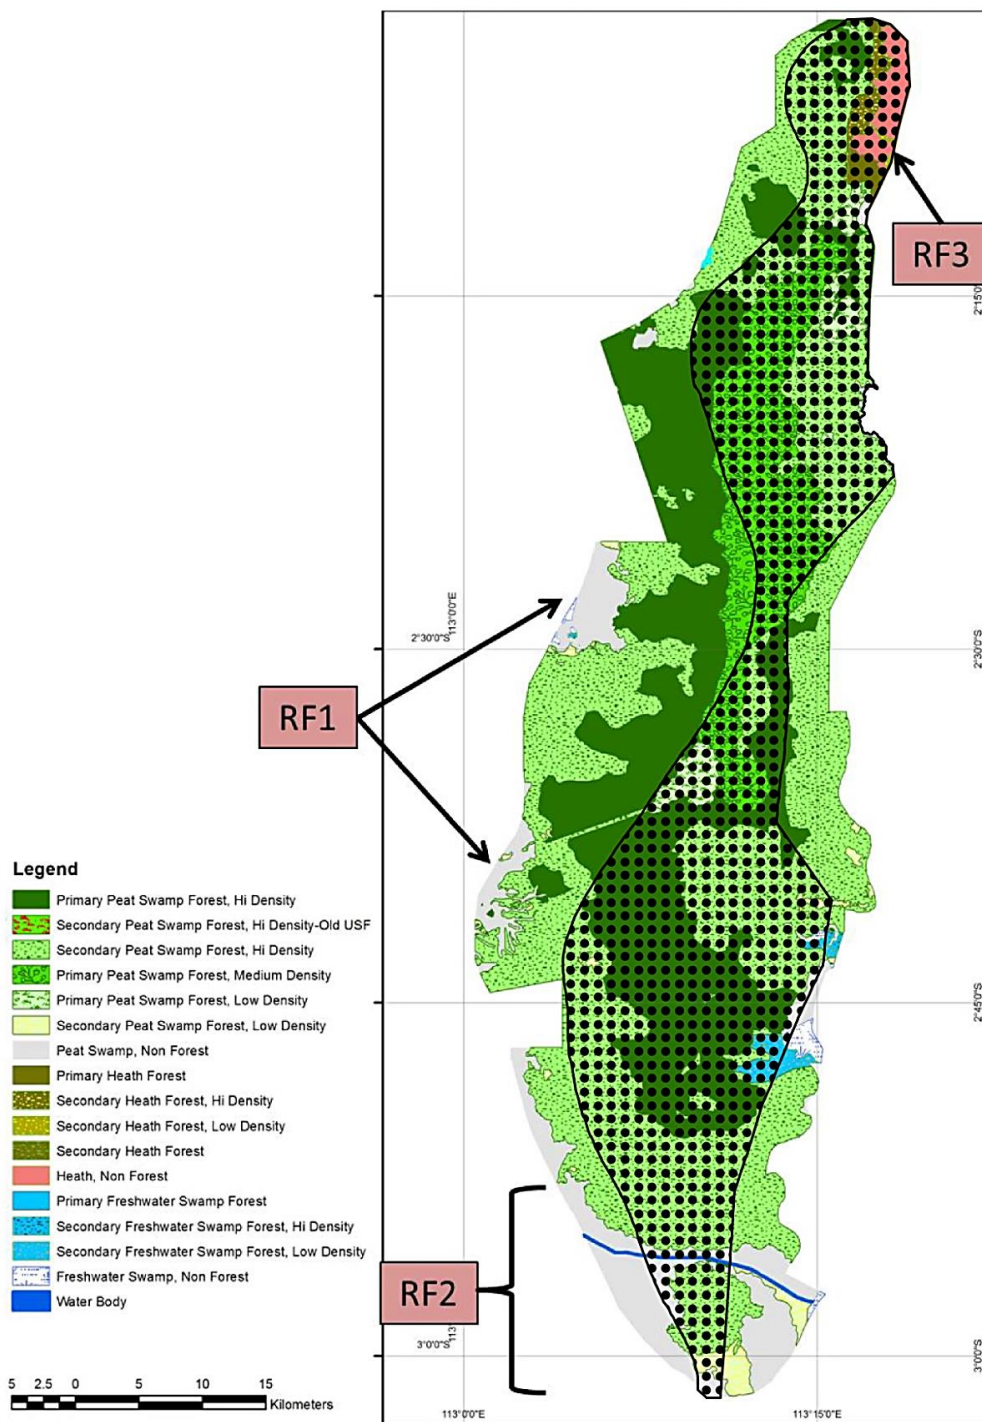 RF3
2°15'0"S
113°0'0"E
2°30'0"S
2°30'0"S
RF1
Legend
Primary Peat Swamp Forest, Hi Density
Secondary Peat Swamp Forest, Hi Density-Old USF
Secondary Peat Swamp Forest, Hi Density
Primary Peat Swamp Forest, Medium Density
Primary Peat Swamp Forest, Low Density
Secondary Peat Swamp Forest, Low Density
Peat Swamp, Non Forest
Primary Heath Forest
Secondary Heath Forest, Hi Density
Secondary Heath Forest, Low Density
Secondary Heath Forest
Heath, Non Forest
Primary Freshwater Swamp Forest
Secondary Freshwater Swamp Forest, Hi Density
Secondary Freshwater Swamp Forest, Low Density
Freshwater Swamp, Non Forest
Water Body
2°45'0"S
RF2
3°0'0"S
3°0'0"S
5 2.5 0 5 10 15
Kilometers
113°0'0"E
113°15'0"E